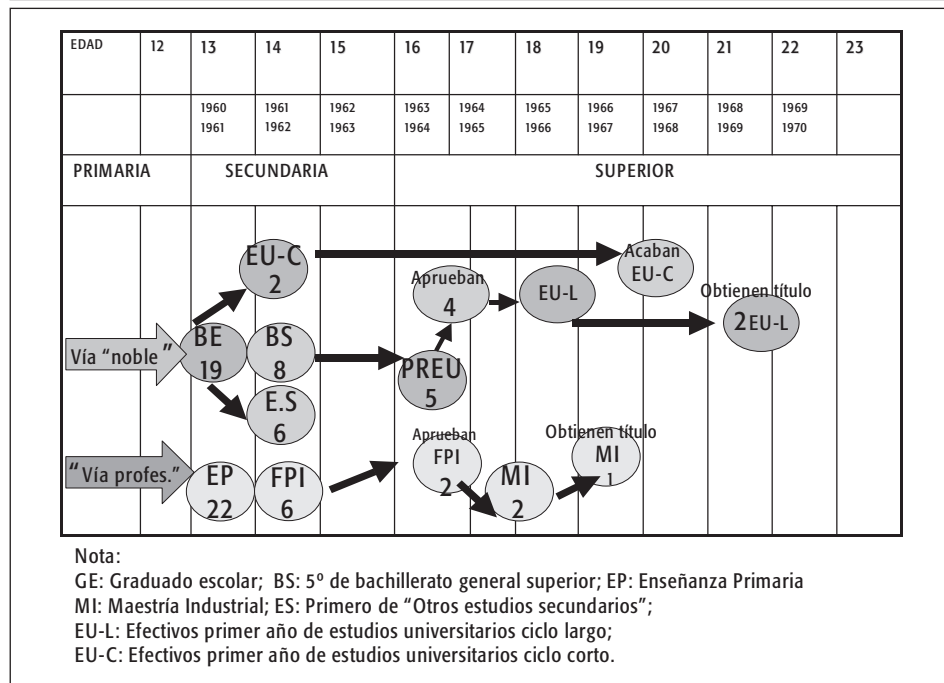 EDAD 12 13 14 15 16 17 18 19 20 21 22 23
1960 1961 1962 1963 1964 1965 1966 1967 1968 1969
1961 1962 1963 1964 1965 1966 1967 1968 1969 1970
PRIMARIA SECUNDARIA SUPERIOR
EU-C
2
Acaban
EU-C
Aprueban
4
EU-L
Obtienen título
2 EU-L
Vía "noble"
BE
19
BS
8
PREU
5
E.S
6
"Vía profes."
EP
22
FPI
6
Aprueban
FPI
2
MI
2
Obtienen título
MI
1
Nota:
GE: Graduado escolar; BS: 5º de bachillerato general superior; EP: Enseñanza Primaria
MI: Maestría Industrial; ES: Primero de "Otros estudios secundarios";
EU-L: Efectivos primer año de estudios universitarios ciclo largo;
EU-C: Efectivos primer año de estudios universitarios ciclo corto.